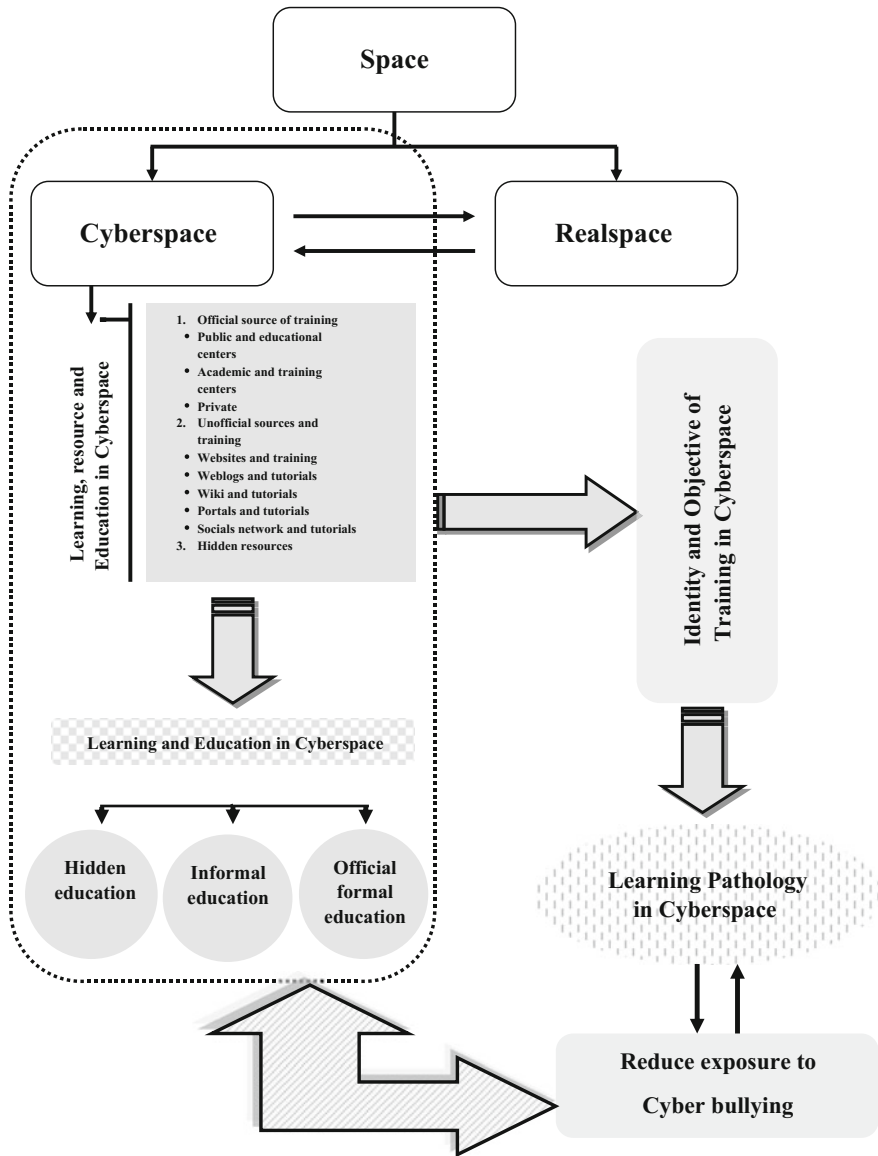 Space
Cyberspace
Realspace
Learning, resource and
Education in Cyberspace
1. Official source of training
• Public and educational
centers
• Academic and training
centers
• Private
2. Unofficial sources and
training
• Websites and training
• Weblogs and tutorials
• Wiki and tutorials
• Portals and tutorials
• Socials network and tutorials
3. Hidden resources
Identity and Objective of
Training in Cyberspace
Learning and Education in Cyberspace
Hidden
education
Informal
education
Official
formal
education
Learning Pathology
in Cyberspace
Reduce exposure to
Cyber bullying